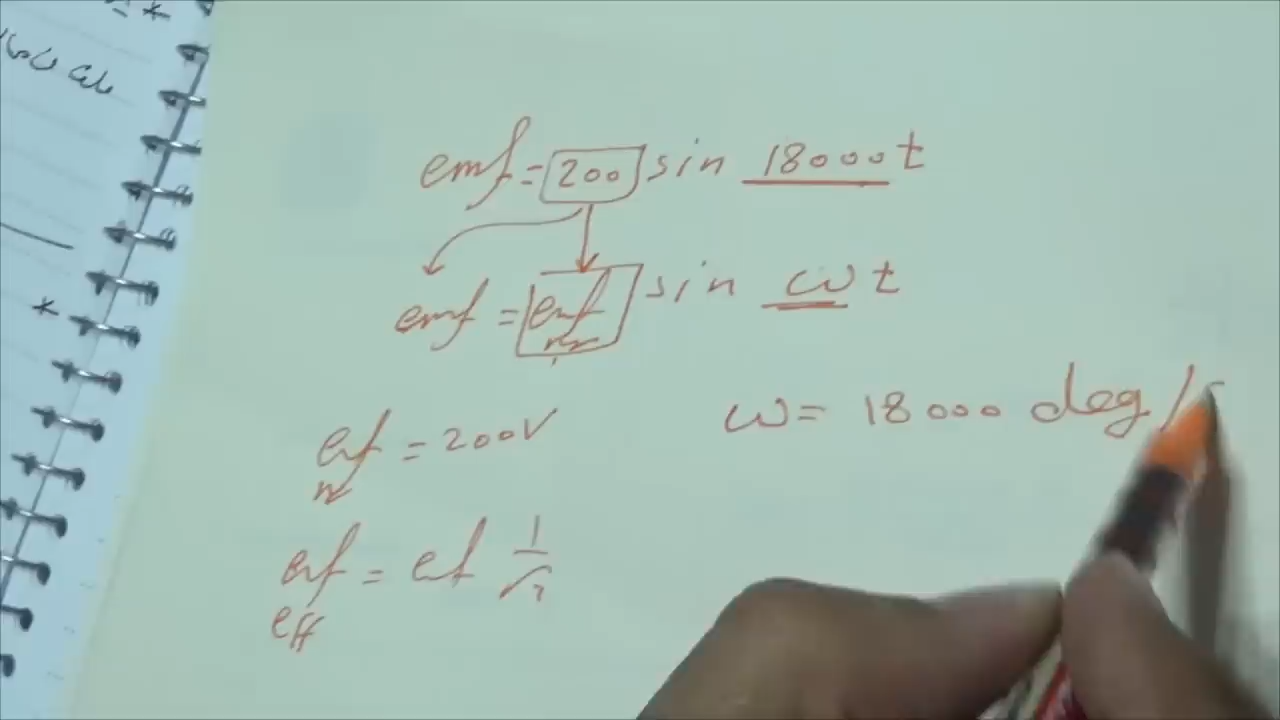 emf = 200 sin 18000t
emf = emf sin ωt
emf = 200V
ω = 18000 deg/s
emf = emf 1/√2
eff